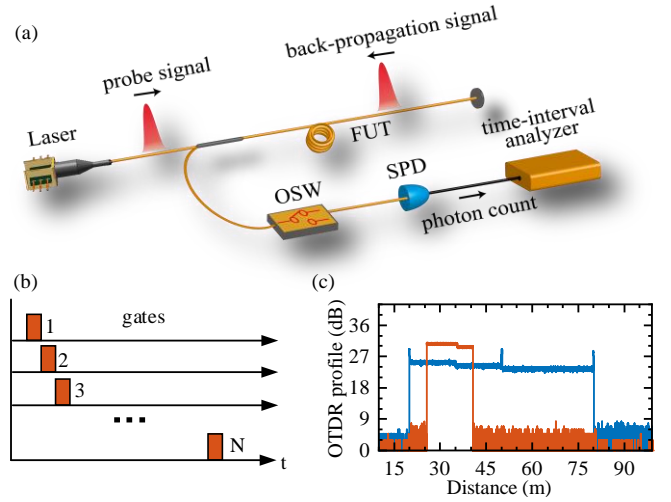 (a)
back-propagation signal
probe signal
Laser
FUT
time-interval
analyzer
OSW
SPD
photon count
(b)
gates
1
2
3
...
N
t
(c)
OTDR profile (dB)
36
27
18
9
0
15 30 45 60 75 90
Distance (m)